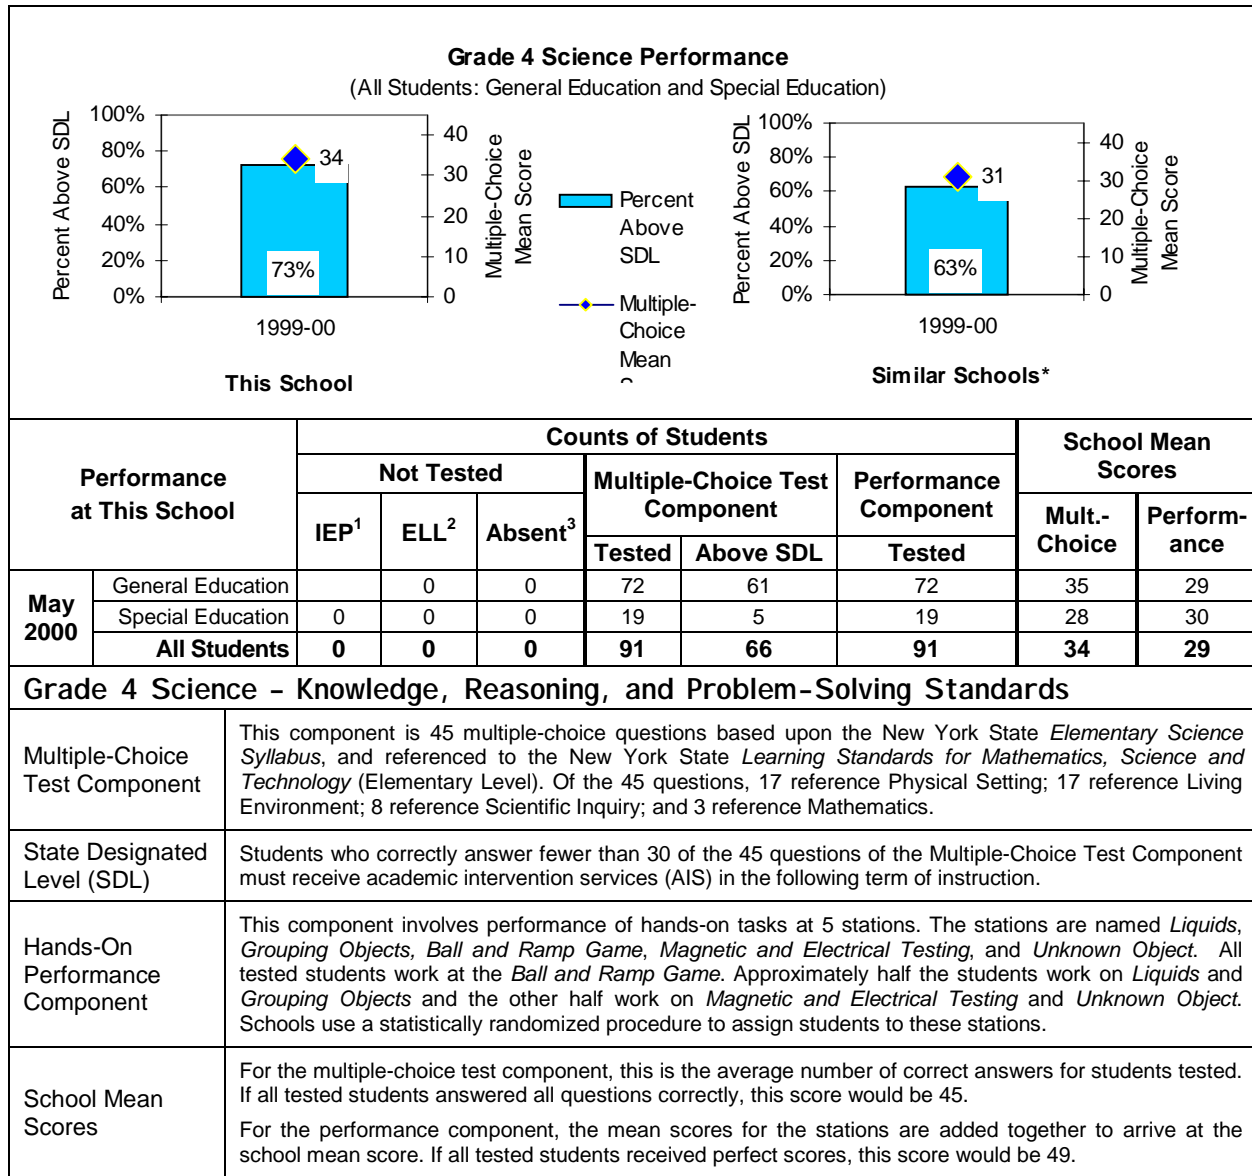 Grade 4 Science Performance
(All Students: General Education and Special Education)
Percent Above SDL
100%
80%
60%
40%
20%
0%
34
73%
40
30
20
10
0
Multiple-Choice
Mean Score
1999-00
This School
Percent
Above
SDL
Multiple-
Choice
Mean
Percent Above SDL
100%
80%
60%
40%
20%
0%
31
63%
40
30
20
10
0
Multiple-Choice
Mean Score
1999-00
Similar Schools*
Performance
at This School
Counts of Students
School Mean
Scores
Not Tested
Multiple-Choice Test
Component
Performance
Component
IEP1 ELL2 Absent3
Tested Above SDL Tested
Mult.-
Choice
Perform-
ance
May
2000
General Education 0 0 72 61 72 35 29
Special Education 0 0 0 19 5 19 28 30
All Students 0 0 0 91 66 91 34 29
Grade 4 Science – Knowledge, Reasoning, and Problem-Solving Standards
Multiple-Choice
Test Component
This component is 45 multiple-choice questions based upon the New York State Elementary Science
Syllabus, and referenced to the New York State Learning Standards for Mathematics, Science and
Technology (Elementary Level). Of the 45 questions, 17 reference Physical Setting; 17 reference Living
Environment; 8 reference Scientific Inquiry; and 3 reference Mathematics.
State Designated
Level (SDL)
Students who correctly answer fewer than 30 of the 45 questions of the Multiple-Choice Test Component
must receive academic intervention services (AIS) in the following term of instruction.
Hands-On
Performance
Component
This component involves performance of hands-on tasks at 5 stations. The stations are named Liquids,
Grouping Objects, Ball and Ramp Game, Magnetic and Electrical Testing, and Unknown Object. All
tested students work at the Ball and Ramp Game. Approximately half the students work on Liquids and
Grouping Objects and the other half work on Magnetic and Electrical Testing and Unknown Object.
Schools use a statistically randomized procedure to assign students to these stations.
School Mean
Scores
For the multiple-choice test component, this is the average number of correct answers for students tested.
If all tested students answered all questions correctly, this score would be 45.
For the performance component, the mean scores for the stations are added together to arrive at the
school mean score. If all tested students received perfect scores, this score would be 49.